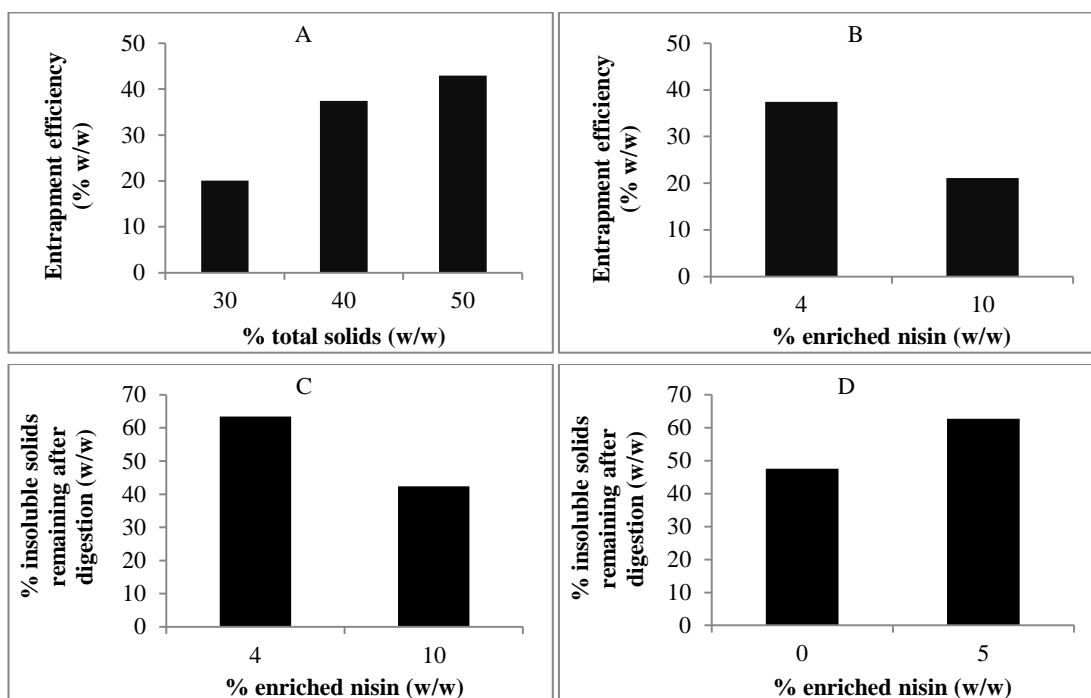 A
Entrapment efficiency
(% w/w)
50
40
30
20
10
0
30 40 50
% total solids (w/w)
B
Entrapment efficiency
(% w/w)
50
40
30
20
10
0
4 10
% enriched nisin (w/w)
C
% insoluble solids
remaining after
digestion (w/w)
70
60
50
40
30
20
10
0
4 10
% enriched nisin (w/w)
D
% insoluble solids
remaining after
digestion (w/w)
70
60
50
40
30
20
10
0
0 5
% enriched nisin (w/w)